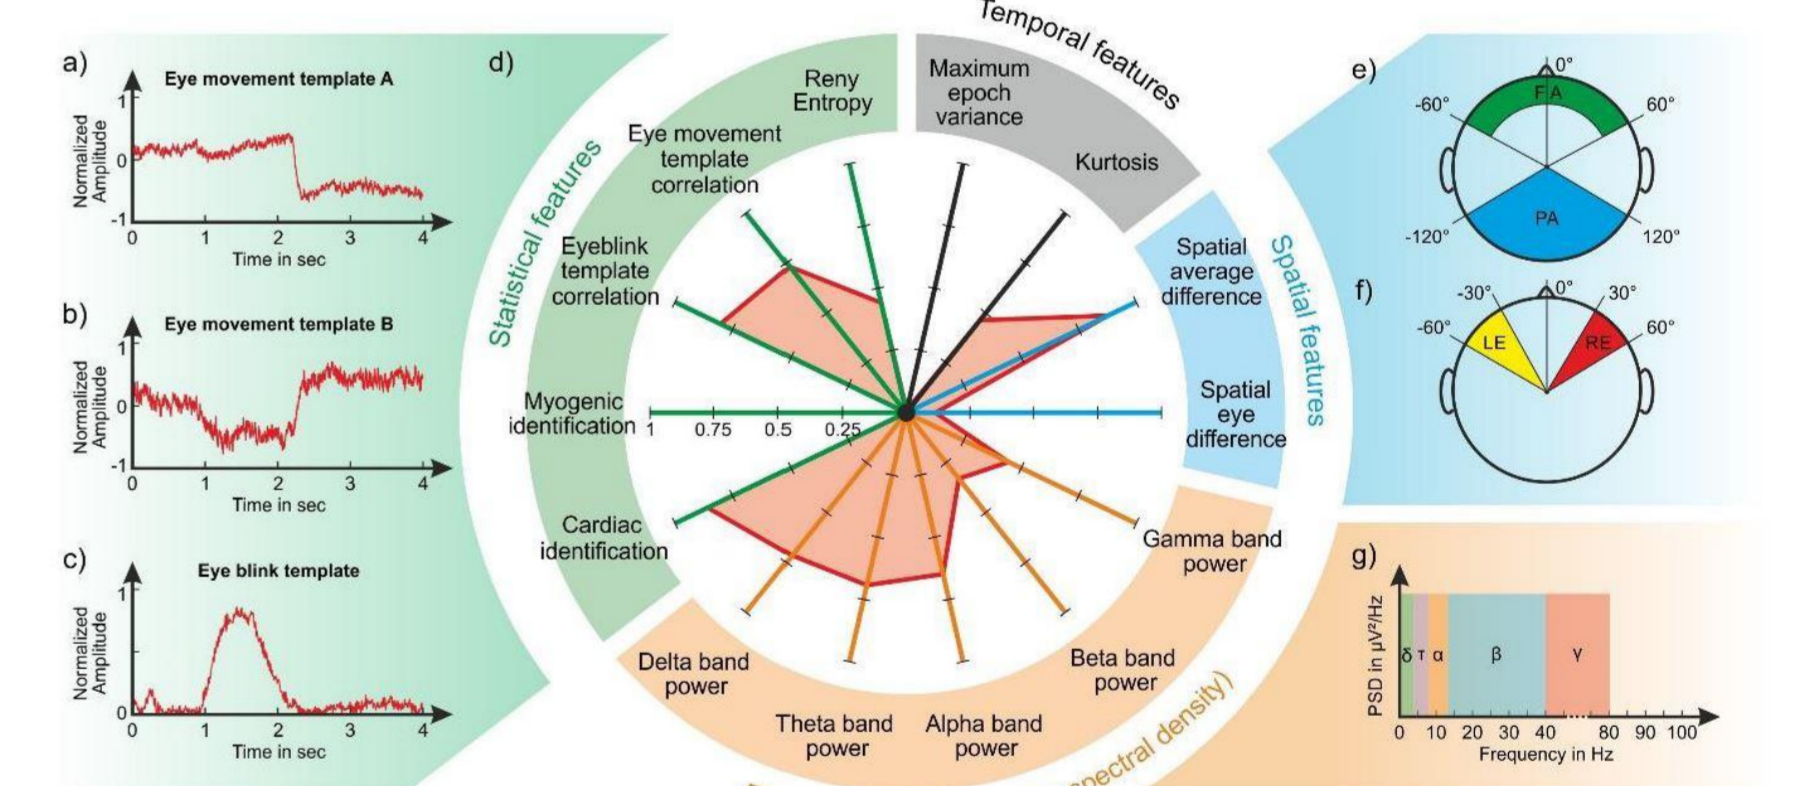 a)
Eye movement template A
Normalized
Amplitude
1
0
-1
0 1 2 3 4
Time in sec
b)
Eye movement template B
Normalized
Amplitude
1
0
-1
0 1 2 3 4
Time in sec
c)
Eye blink template
Normalized
Amplitude
1
0
0 1 2 3 4
Time in sec
d)
Statistical features
Temporal features
Spatial features
spectral density)
Reny
Entropy
Eye movement
template
correlation
Eyeblink
template
correlation
Myogenic
identification
Cardiac
identification
Maximum
epoch
variance
Kurtosis
Spatial
average
difference
Spatial
eye
difference
Gamma band
power
Beta band
power
Alpha band
power
Theta band
power
Delta band
power
1 0.75 0.5 0.25
e)
0°
-60° 60°
FA
PA
-120° 120°
f)
0°
-30° 30°
-60° 60°
LE RE
g)
PSD in µV²/Hz
δ τ α β γ
0 10 20 30 40 80 90 100
Frequency in Hz